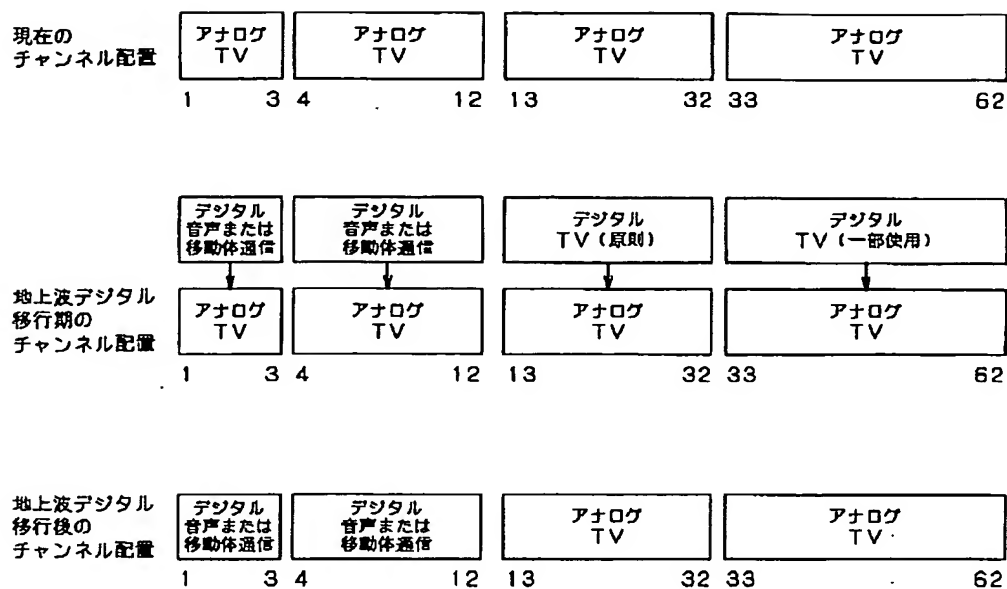 現在の
チャンネル配置
アナログ
TV
アナログ
TV
アナログ
TV
アナログ
TV
1 3 4 12 13 32 33 62
デジタル
音声または
移動体通信
デジタル
音声または
移動体通信
デジタル
TV(原則)
デジタル
TV(一部使用)
地上波デジタル
移行期の
チャンネル配置
アナログ
TV
アナログ
TV
アナログ
TV
アナログ
TV
1 3 4 12 13 32 33 62
地上波デジタル
移行後の
チャンネル配置
デジタル
音声または
移動体通信
デジタル
音声または
移動体通信
アナログ
TV
アナログ
TV
1 3 4 12 13 32 33 62